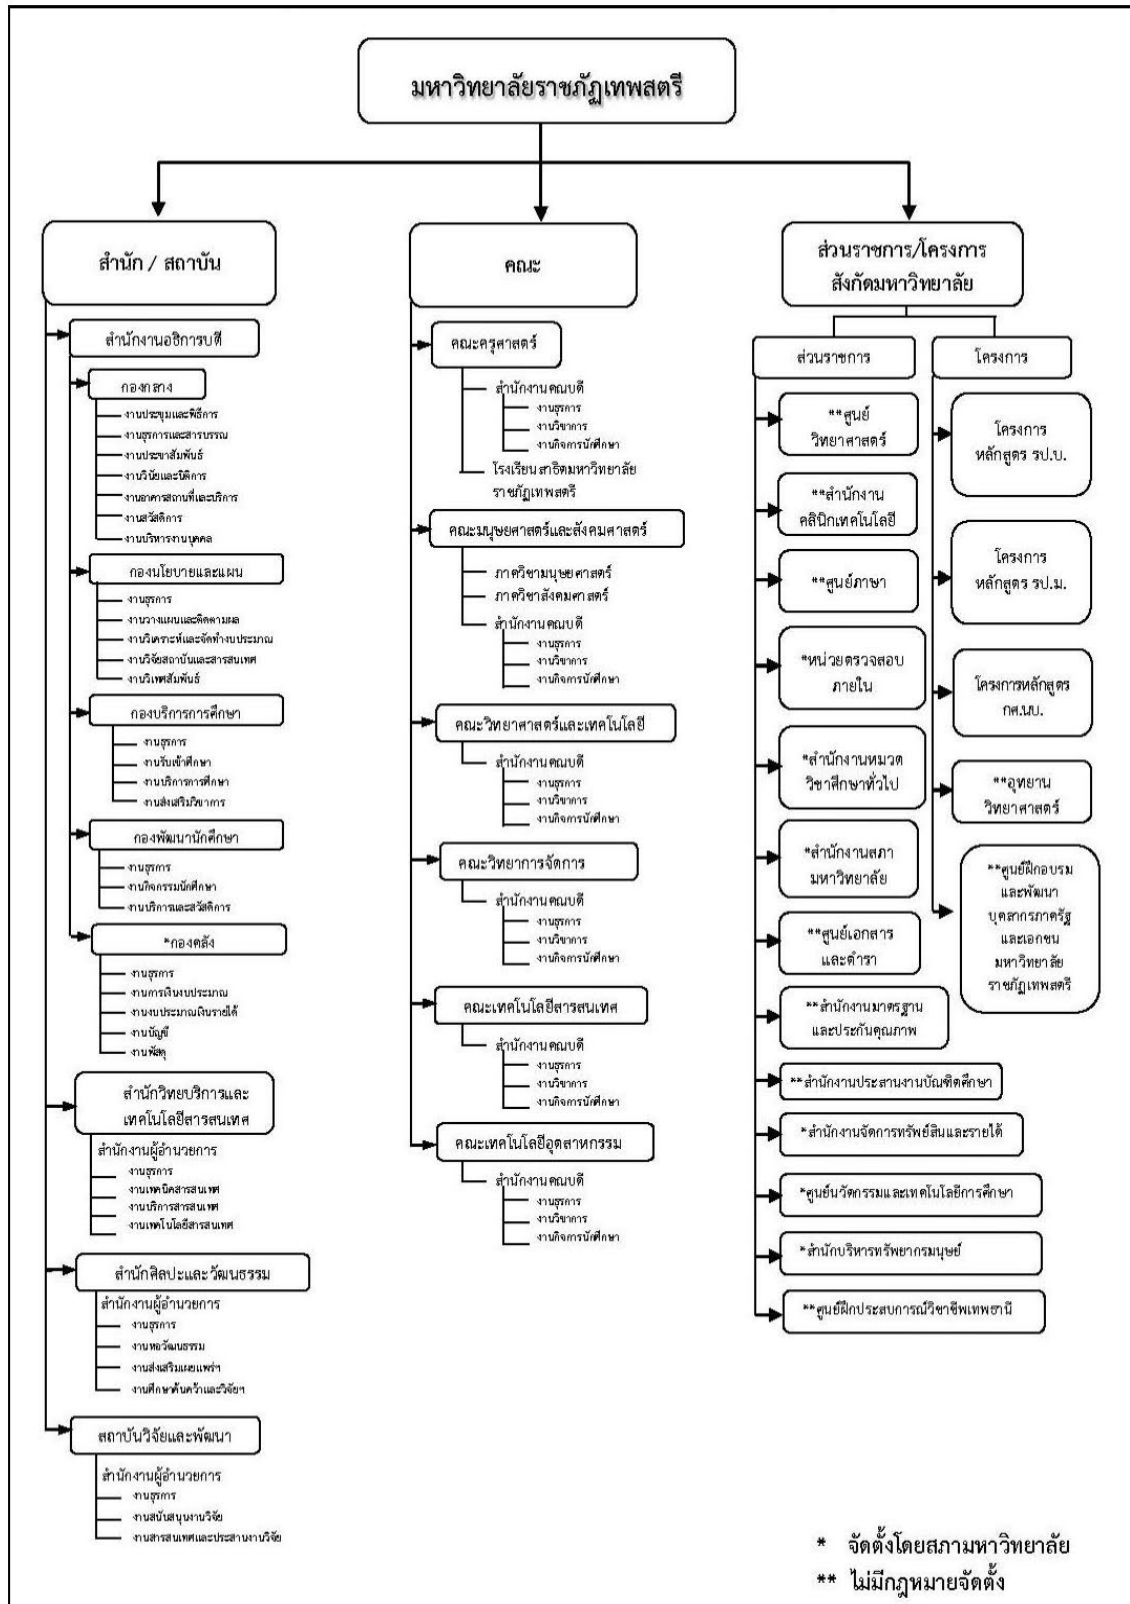 มหาวิทยาลัยราชภัฏเทพสตรี
สำนัก / สถาบัน
สำนักงานอธิการบดี
กองกลาง
งานประชุมและพิธีการ
งานธุรการและสารบรรณ
งานประชาสัมพันธ์
งานวินัยและนิติการ
งานอาคารสถานที่และบริการ
งานสวัสดิการ
งานบริหารงานบุคคล
กองนโยบายและแผน
งานธุรการ
งานวางแผนและติดตามผล
งานวิเคราะห์และจัดทำงบประมาณ
งานวิจัยสถาบันและสารสนเทศ
งานวิเทศสัมพันธ์
กองบริการการศึกษา
งานธุรการ
งานรับเข้าศึกษา
งานบริการการศึกษา
งานส่งเสริมวิชาการ
กองพัฒนานักศึกษา
งานธุรการ
งานกิจกรรมนักศึกษา
งานบริการและสวัสดิการ
*กองคลัง
งานธุรการ
งานการเงินงบประมาณ
งานงบประมาณเงินรายได้
งานบัญชี
งานพัสดุ
สำนักวิทยบริการและ
เทคโนโลยีสารสนเทศ
สำนักงานผู้อำนวยการ
งานธุรการ
งานเทคนิคสารสนเทศ
งานบริการสารสนเทศ
งานเทคโนโลยีสารสนเทศ
สำนักศิลปะและวัฒนธรรม
สำนักงานผู้อำนวยการ
งานธุรการ
งานหอวัฒนธรรม
งานส่งเสริมเผยแพร่ฯ
งานศึกษาค้นคว้าและวิจัยฯ
สถาบันวิจัยและพัฒนา
สำนักงานผู้อำนวยการ
งานธุรการ
งานสนับสนุนงานวิจัย
งานสารสนเทศและประสานงานวิจัย
คณะ
คณะครุศาสตร์
สำนักงานคณบดี
งานธุรการ
งานวิชาการ
งานกิจการนักศึกษา
โรงเรียนสาธิตมหาวิทยาลัย
ราชภัฏเทพสตรี
คณะมนุษยศาสตร์และสังคมศาสตร์
ภาควิชามนุษยศาสตร์
ภาควิชาสังคมศาสตร์
สำนักงานคณบดี
งานธุรการ
งานวิชาการ
งานกิจการนักศึกษา
คณะวิทยาศาสตร์และเทคโนโลยี
สำนักงานคณบดี
งานธุรการ
งานวิชาการ
งานกิจการนักศึกษา
คณะวิทยาการจัดการ
สำนักงานคณบดี
งานธุรการ
งานวิชาการ
งานกิจการนักศึกษา
คณะเทคโนโลยีสารสนเทศ
สำนักงานคณบดี
งานธุรการ
งานวิชาการ
งานกิจการนักศึกษา
คณะเทคโนโลยีอุตสาหกรรม
สำนักงานคณบดี
งานธุรการ
งานวิชาการ
งานกิจการนักศึกษา
ส่วนราชการ/โครงการ
สังกัดมหาวิทยาลัย
ส่วนราชการ
**ศูนย์
วิทยาศาสตร์
**สำนักงาน
คลินิกเทคโนโลยี
**ศูนย์ภาษา
*หน่วยตรวจสอบ
ภายใน
*สำนักงานหมวด
วิชาศึกษาทั่วไป
*สำนักงานสภา
มหาวิทยาลัย
**ศูนย์เอกสาร
และตำรา
**สำนักงานมาตรฐาน
และประกันคุณภาพ
**สำนักงานประสานงานบัณฑิตศึกษา
*สำนักงานจัดการทรัพย์สินและรายได้
*ศูนย์นวัตกรรมและเทคโนโลยีการศึกษา
*สำนักบริหารทรัพยากรมนุษย์
**ศูนย์ฝึกประสบการณ์วิชาชีพเทพธานี
โครงการ
โครงการ
หลักสูตร รป.บ.
โครงการ
หลักสูตร รป.ม.
โครงการหลักสูตร
กศ.นบ.
**อุทยาน
วิทยาศาสตร์
**ศูนย์ฝึกอบรม
และพัฒนา
บุคลากรภาครัฐ
และเอกชน
มหาวิทยาลัย
ราชภัฏเทพสตรี
* จัดตั้งโดยสภามหาวิทยาลัย
** ไม่มีกฎหมายจัดตั้ง